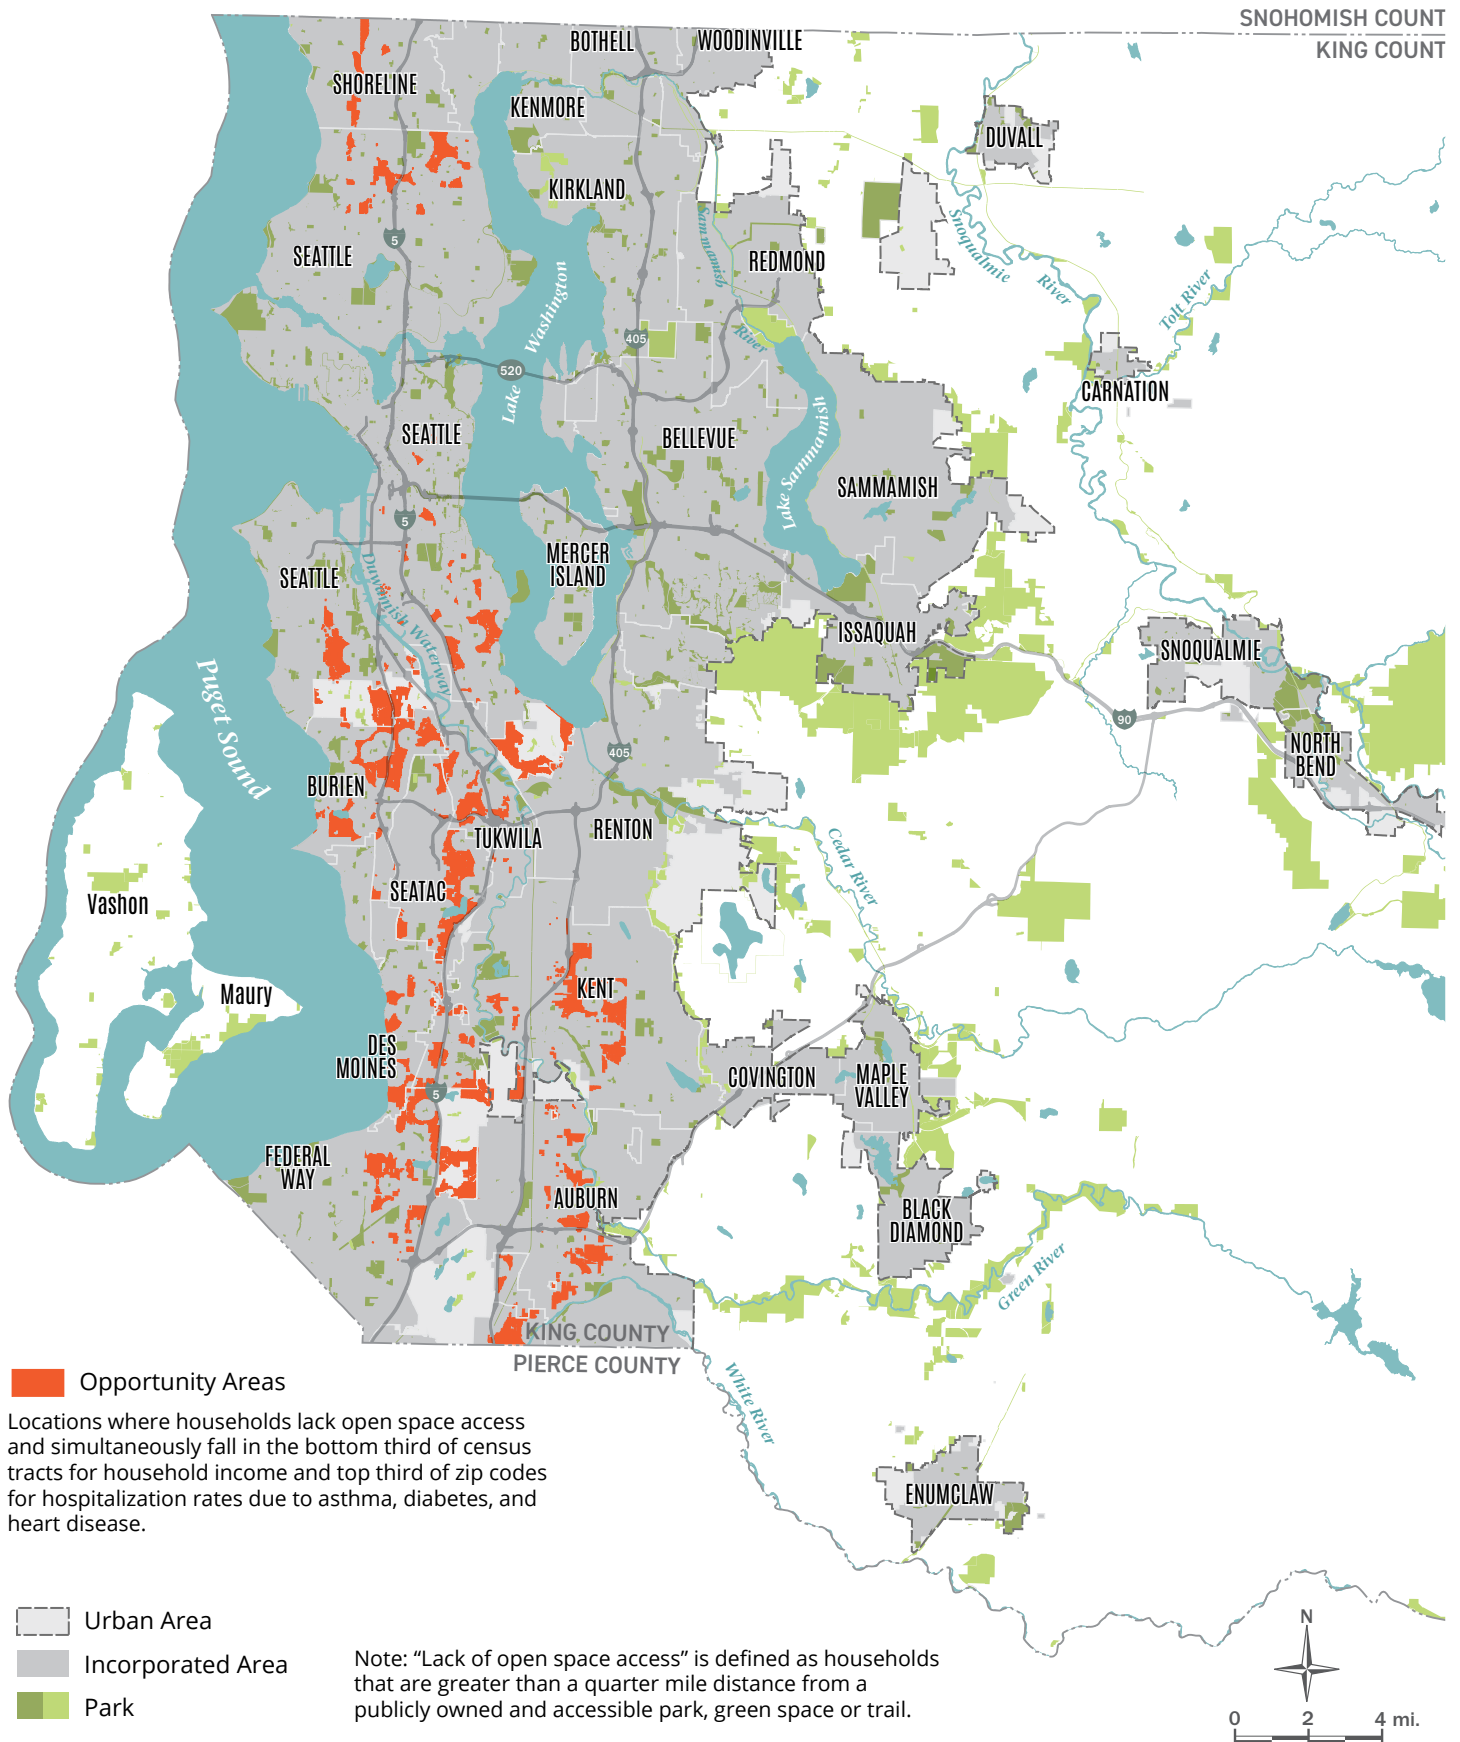 SNOHOMISH COUNT
KING COUNT
BOTHELL
WOODINVILLE
SHORELINE
KENMORE
DUVALL
KIRKLAND
Sammamish
Snoqualmie
River
SEATTLE
5
REDMOND
Washington
Tolt River
River
405
520
Lake
CARNATION
SEATTLE
BELLEVUE
Lake Sammamish
SAMMAMISH
5
MERCER
ISLAND
SEATTLE
Duwamish Waterway
ISSAQUAH
SNOQUALMIE
Puget Sound
90
405
NORTH
BEND
BURIEN
TUKWILA
RENTON
Cedar River
SEATAC
Vashon
Maury
KENT
DES
MOINES
COVINGTON
MAPLE
VALLEY
5
FEDERAL
WAY
AUBURN
BLACK
DIAMOND
Green River
KING COUNTY
PIERCE COUNTY
White River
Opportunity Areas
Locations where households lack open space access
and simultaneously fall in the bottom third of census
tracts for household income and top third of zip codes
for hospitalization rates due to asthma, diabetes, and
heart disease.
ENUMCLAW
Urban Area
Incorporated Area
Park
Note: “Lack of open space access” is defined as households
that are greater than a quarter mile distance from a
publicly owned and accessible park, green space or trail.
N
0 2 4 mi.